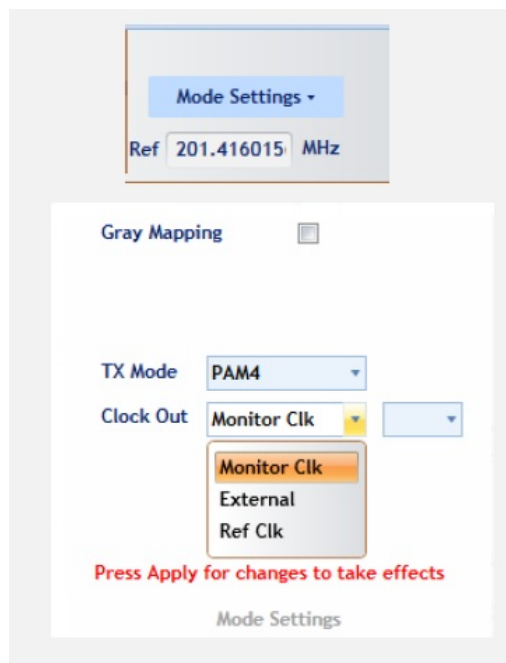 Mode Settings
Ref 201.416015 MHz
Gray Mapping
TX Mode PAM4
Clock Out Monitor Clk
Monitor Clk
External
Ref Clk
Press Apply for changes to take effects
Mode Settings